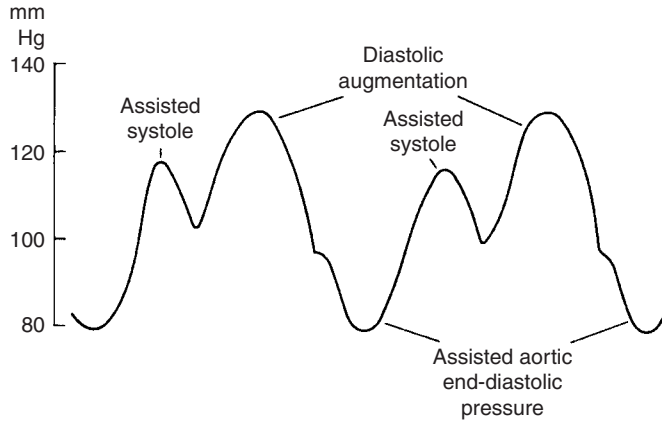 mm
Hg
140
120
100
80
Assisted
systole
Diastolic
augmentation
Assisted
systole
Assisted aortic
end-diastolic
pressure